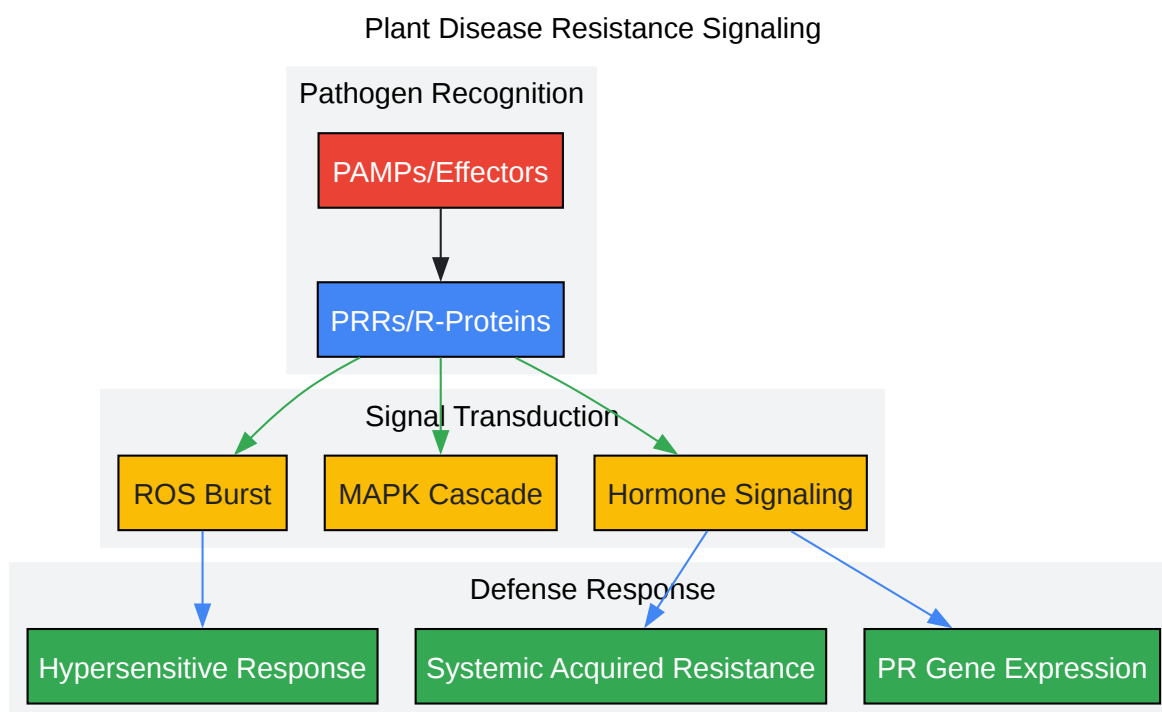 Plant Disease Resistance Signaling
Pathogen Recognition
PAMPs/Effectors
PRRs/R-Proteins
Signal Transduction
ROS Burst
MAPK Cascade
Hormone Signaling
Defense Response
Hypersensitive Response
Systemic Acquired Resistance
PR Gene Expression